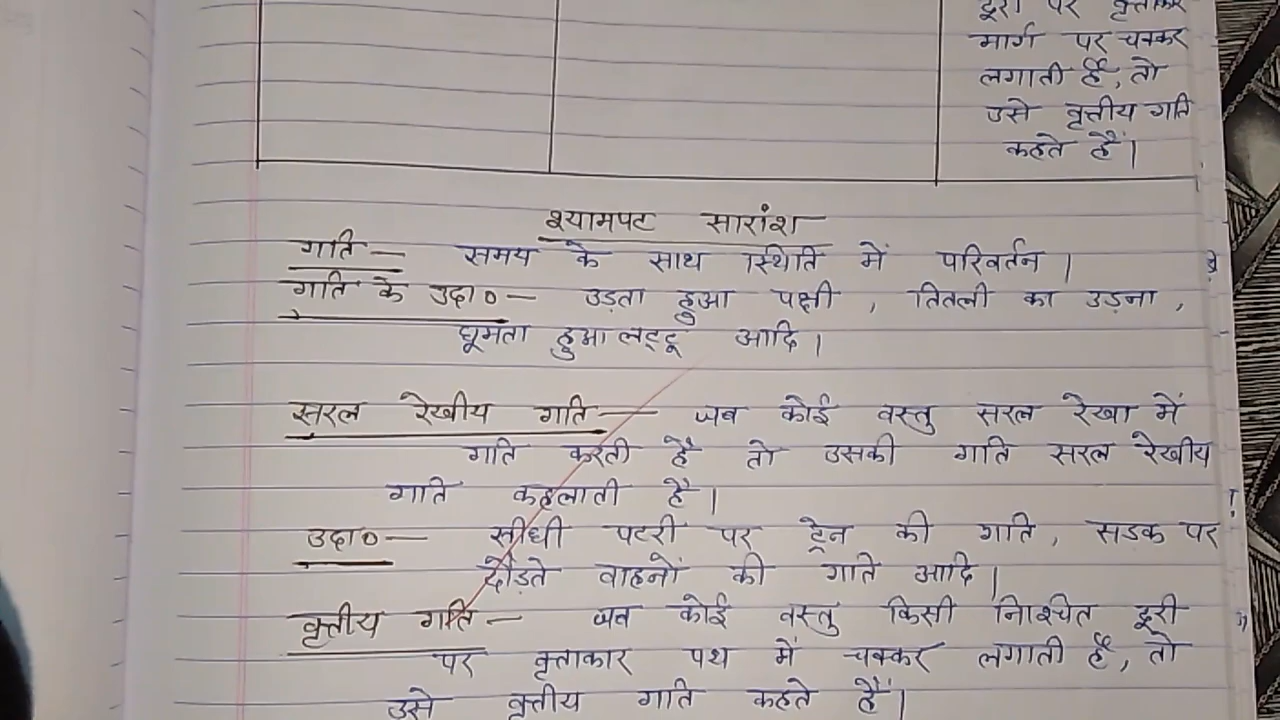 दूरी पर वृत्ताकार
मार्ग पर चक्कर
लगाती है, तो
उसे वृत्तीय गति
कहते हैं।
श्यामपट सारांश
गति — समय के साथ स्थिति में परिवर्तन।
गति के उदा० — उड़ता हुआ पक्षी , तितली का उड़ना ,
घूमता हुआ लट्टू आदि।
सरल रेखीय गति — जब कोई वस्तु सरल रेखा में
गति करती है तो उसकी गति सरल रेखीय
गति कहलाती है।
उदा० — सीधी पटरी पर ट्रेन की गति, सडक पर
दौड़ते वाहनों की गति आदि।
वृत्तीय गति — जब कोई वस्तु किसी निश्चित दूरी
पर वृत्ताकार पथ में चक्कर लगाती है, तो
उसे वृत्तीय गति कहते हैं।